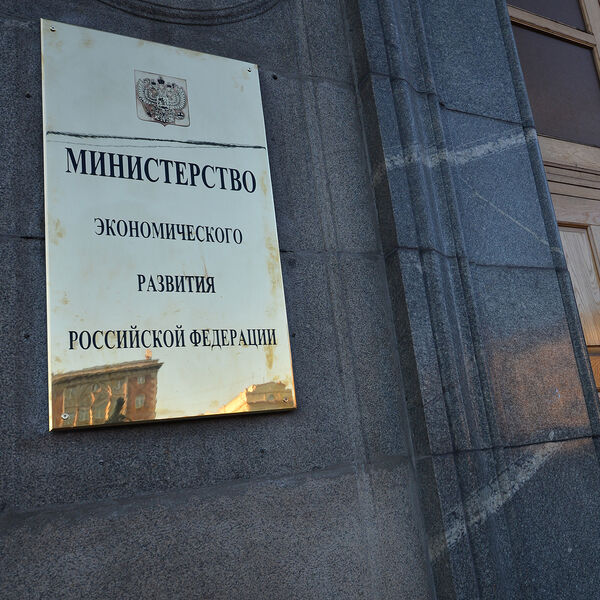 МИНИСТЕРСТВО
ЭКОНОМИЧЕСКОГО
РАЗВИТИЯ
РОССИЙСКОЙ ФЕДЕРАЦИИ